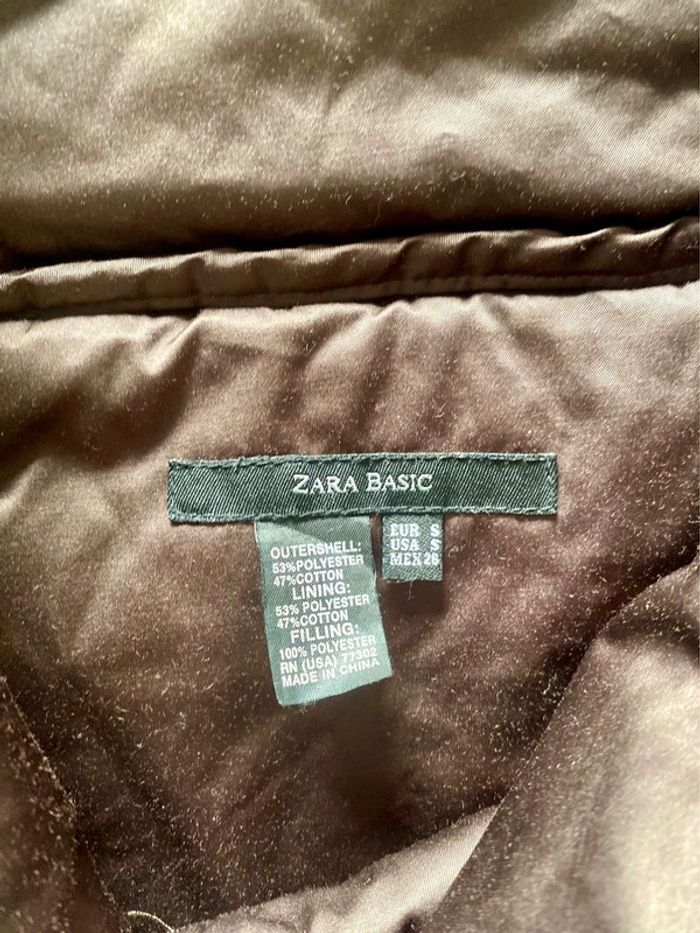 ZARA BASIC
OUTERSHELL:
53%POLYESTER
47%COTTON
LINING:
53% POLYESTER
47%COTTON
FILLING:
100% POLYESTER
RN (USA) 77302
MADE IN CHINA
EUR S
USA S
MEX 26